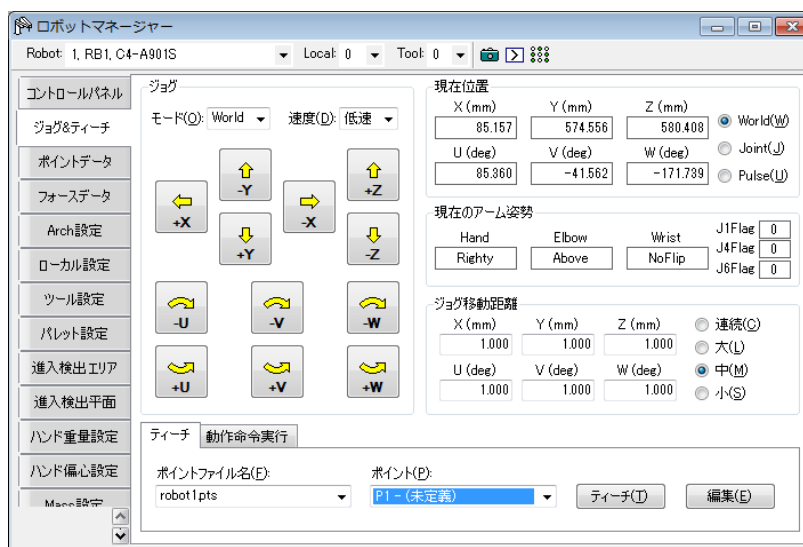 ロボットマネージャー
Robot: 1, RB1, C4-A901S Local: 0 Tool: 0
コントロールパネル
ジョグ&ティーチ
ポイントデータ
フォースデータ
Arch設定
ローカル設定
ツール設定
パレット設定
進入検出エリア
進入検出平面
ハンド重量設定
ハンド偏心設定
ジョグ
モード(O): World 速度(D): 低速
-Y +Z
+X -X
+Y -Z
-U -V -W
+U +V +W
現在位置
X (mm) Y (mm) Z (mm)
85.157 574.556 580.408
U (deg) V (deg) W (deg)
85.360 -41.562 -171.739
World(W)
Joint(J)
Pulse(U)
現在のアーム姿勢
Hand Elbow Wrist
Righty Above NoFlip
J1Flag 0
J4Flag 0
J6Flag 0
ジョグ移動距離
X (mm) Y (mm) Z (mm)
1.000 1.000 1.000
U (deg) V (deg) W (deg)
1.000 1.000 1.000
連続(C)
大(L)
中(M)
小(S)
ティーチ 動作命令実行
ポイントファイル名(F): ポイント(P):
robot1.pts P1 - (未定義) ティーチ(T) 編集(E)